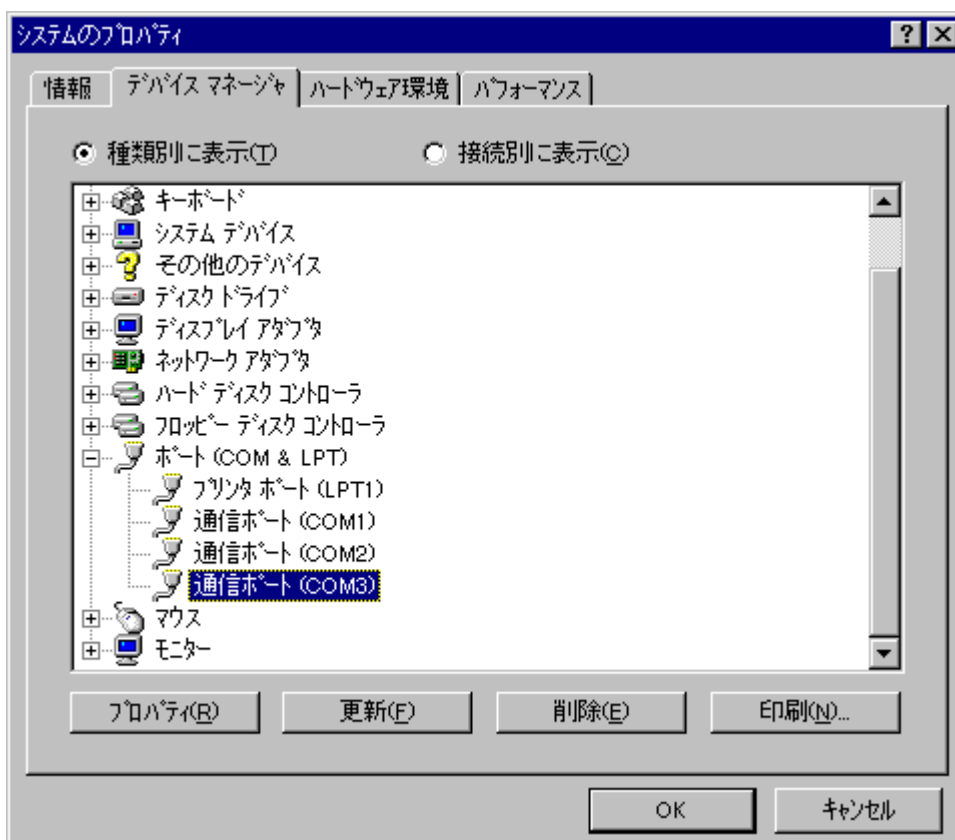 システムのプロパティ
情報 デバイス マネージャ ハードウェア環境 パフォーマンス
種類別に表示(T) 接続別に表示(C)
キーボード
システム デバイス
その他のデバイス
ディスク ドライブ
ディスプレイ アダプタ
ネットワーク アダプタ
ハード ディスク コントローラ
フロッピー ディスク コントローラ
ポート (COM & LPT)
プリンタ ポート (LPT1)
通信ポート (COM1)
通信ポート (COM2)
通信ポート (COM3)
マウス
モニター
プロパティ(R) 更新(F) 削除(E) 印刷(N)...
OK キャンセル